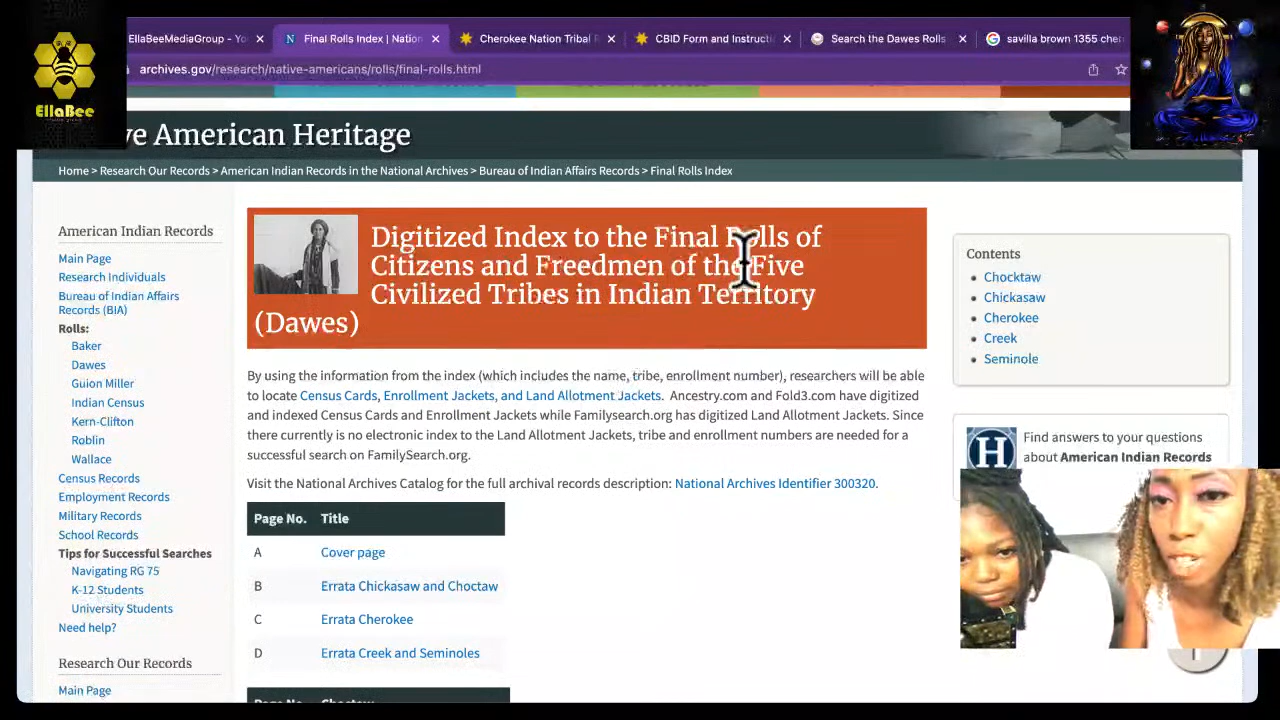 EllaBeeMediaGroup - Yo
Final Rolls Index | Nation
Cherokee Nation Tribal R
CBID Form and Instructi
Search the Dawes Rolls
savilla brown 1355 cher
archives.gov/research/native-americans/rolls/final-rolls.html
EllaBee
ve American Heritage
Home > Research Our Records > American Indian Records in the National Archives > Bureau of Indian Affairs Records > Final Rolls Index
American Indian Records
Main Page
Research Individuals
Bureau of Indian Affairs
Records (BIA)
Rolls:
Baker
Dawes
Guion Miller
Indian Census
Kern-Clifton
Roblin
Wallace
Census Records
Employment Records
Military Records
School Records
Tips for Successful Searches
Navigating RG 75
K-12 Students
University Students
Need help?
Research Our Records
Main Page
Digitized Index to the Final Rolls of
Citizens and Freedmen of the Five
Civilized Tribes in Indian Territory
(Dawes)
By using the information from the index (which includes the name, tribe, enrollment number), researchers will be able
to locate Census Cards, Enrollment Jackets, and Land Allotment Jackets. Ancestry.com and Fold3.com have digitized
and indexed Census Cards and Enrollment Jackets while Familysearch.org has digitized Land Allotment Jackets. Since
there currently is no electronic index to the Land Allotment Jackets, tribe and enrollment numbers are needed for a
successful search on FamilySearch.org.
Visit the National Archives Catalog for the full archival records description: National Archives Identifier 300320.
Page No. Title
A Cover page
B Errata Chickasaw and Choctaw
C Errata Cherokee
D Errata Creek and Seminoles
Contents
Chocktaw
Chickasaw
Cherokee
Creek
Seminole
H
Find answers to your questions
about American Indian Records